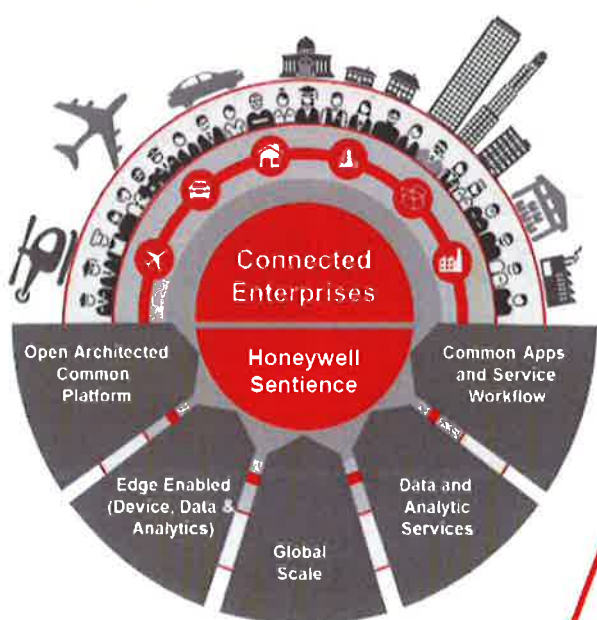 Connected
Enterprises
Honeywell
Sentience
Open Architected
Common
Platform
Edge Enabled
(Device, Data &
Analytics)
Global
Scale
Data and
Analytic
Services
Common Apps
and Service
Workflow